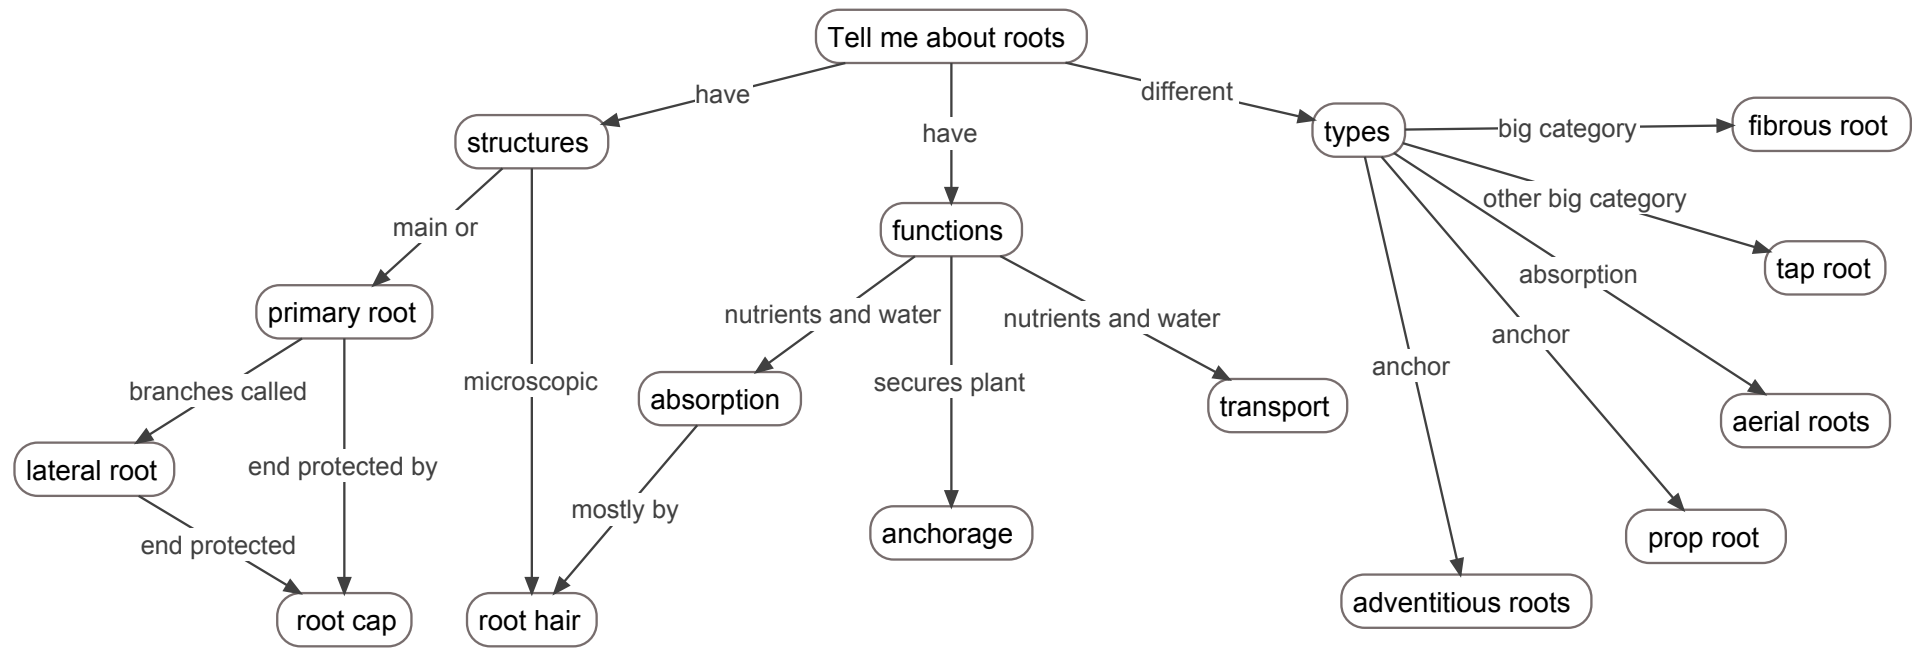 Tell me about roots
have
different
structures
have
types
big category
fibrous root
main or
functions
other big category
primary root
nutrients and water
nutrients and water
absorption
tap root
branches called
microscopic
absorption
secures plant
transport
anchor
anchor
aerial roots
lateral root
end protected by
mostly by
anchorage
prop root
end protected
root cap
root hair
adventitious roots